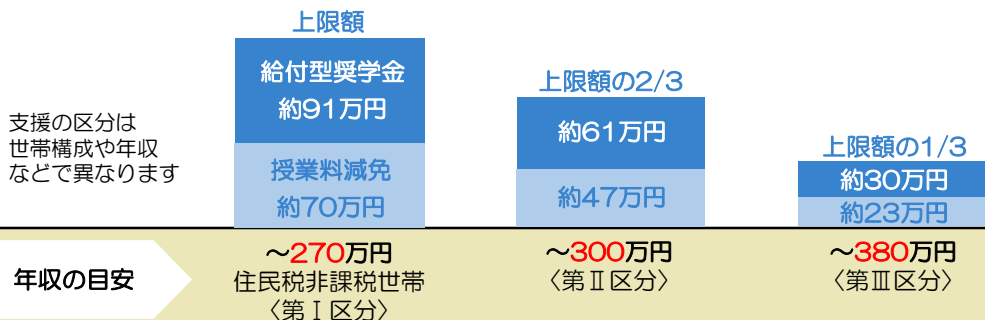 上限額
給付型奨学金
約91万円
授業料減免
約70万円
上限額の2/3
約61万円
約47万円
上限額の1/3
約30万円
約23万円
支援の区分は
世帯構成や年収
などで異なります
年収の目安
～270万円
住民税非課税世帯
〈第Ⅰ区分〉
～300万円
〈第Ⅱ区分〉
～380万円
〈第Ⅲ区分〉